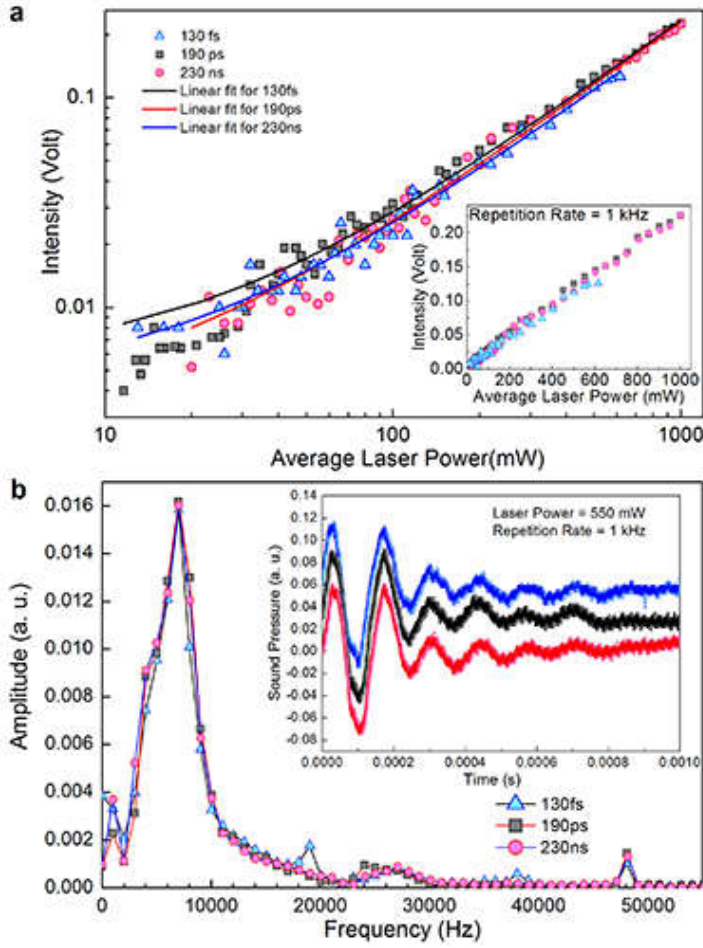 a
130 fs
190 ps
230 ns
Linear fit for 130fs
Linear fit for 190ps
Linear fit for 230ns
0.1
0.01
Intensity (Volt)
10
100
1000
Average Laser Power(mW)
Repetition Rate = 1 kHz
0.20
0.15
0.10
0.05
0.00
Intensity (Volt)
0
200
400
600
800
1000
Average Laser Power (mW)
b
0.016
0.014
0.012
0.010
0.008
0.006
0.004
0.002
0.000
Amplitude (a. u.)
0
10000
20000
30000
40000
50000
Frequency (Hz)
Laser Power = 550 mW
Repetition Rate = 1 kHz
0.14
0.12
0.10
0.08
0.06
0.04
0.02
0.00
-0.02
-0.04
-0.06
-0.08
Sound Pressure (a. u.)
0.0000
0.0002
0.0004
0.0006
0.0008
0.0010
Time (s)
130fs
190ps
230ns